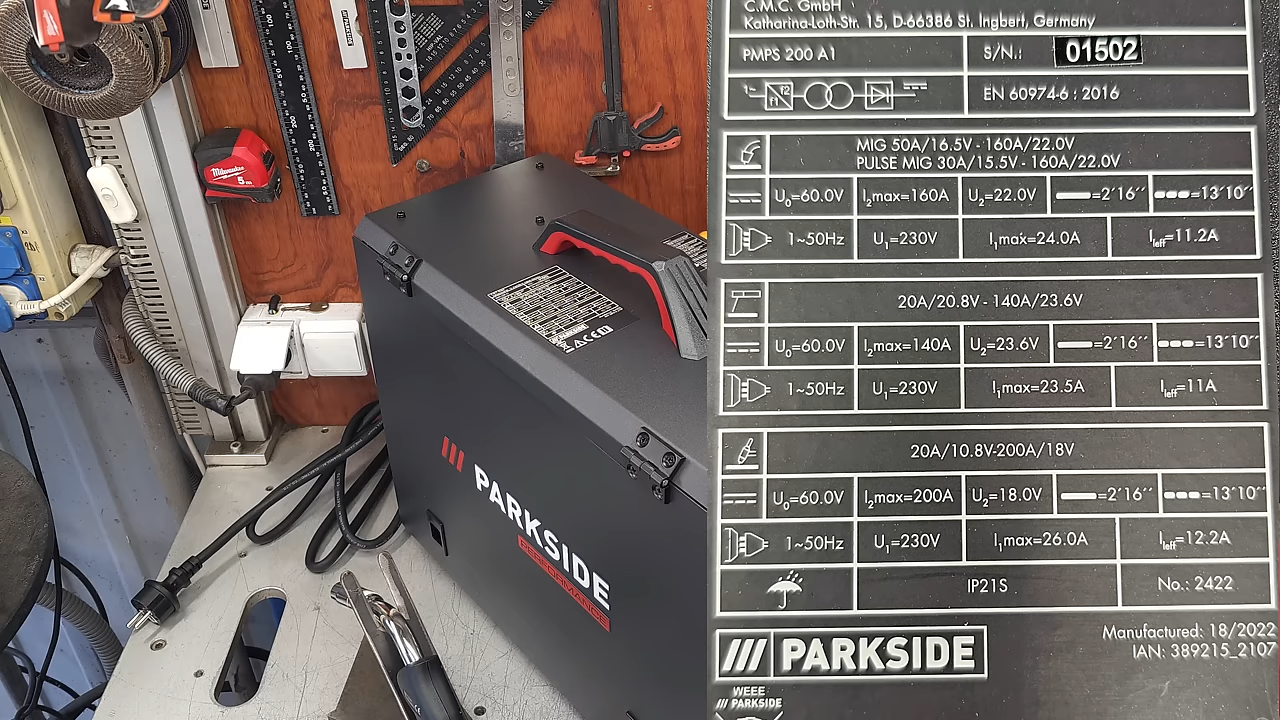 Milwaukee
5 m
PARKSIDE
PERFORMANCE
C.M.C. GmbH
Katharina-Loth-Str. 15, D-66386 St. Ingbert, Germany
PMPS 200 A1
S/N.: 01502
EN 60974-6 : 2016
MIG 50A/16.5V - 160A/22.0V
PULSE MIG 30A/15.5V - 160A/22.0V
U0=60.0V I2max=160A U2=22.0V =2´16´´ =13´10´´
1~50Hz U1=230V I1max=24.0A Ieff=11.2A
20A/20.8V - 140A/23.6V
U0=60.0V I2max=140A U2=23.6V =2´16´´ =13´10´´
1~50Hz U1=230V I1max=23.5A Ieff=11A
20A/10.8V-200A/18V
U0=60.0V I2max=200A U2=18.0V =2´16´´ =13´10´´
1~50Hz U1=230V I1max=26.0A Ieff=12.2A
IP21S No.: 2422
PARKSIDE
Manufactured: 18/2022
IAN: 389215_2107
WEEE
PARKSIDE